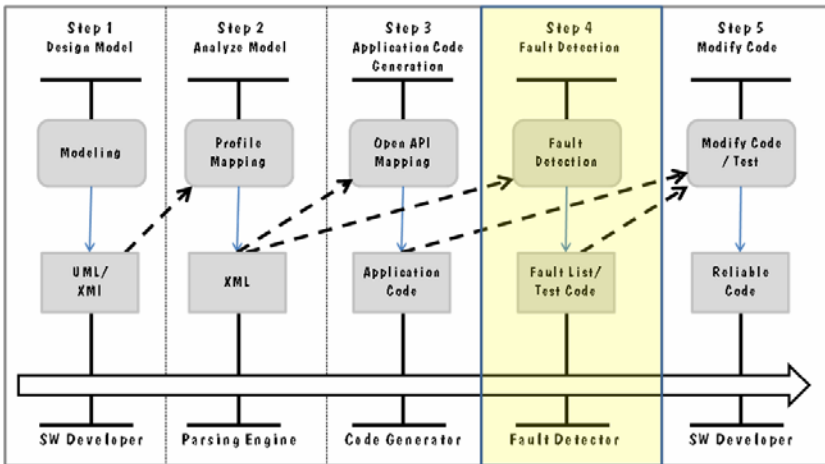 Step 1
Design Model
Step 2
Analyze Model
Step 3
Application Code
Generation
Step 4
Fault Detection
Step 5
Modify Code
Modeling
Profile
Mapping
Open API
Mapping
Fault
Detection
Modify Code
/ Test
UML/
XMI
XML
Application
Code
Fault List/
Test Code
Reliable
Code
SW Developer
Parsing Engine
Code Generator
Fault Detector
SW Developer